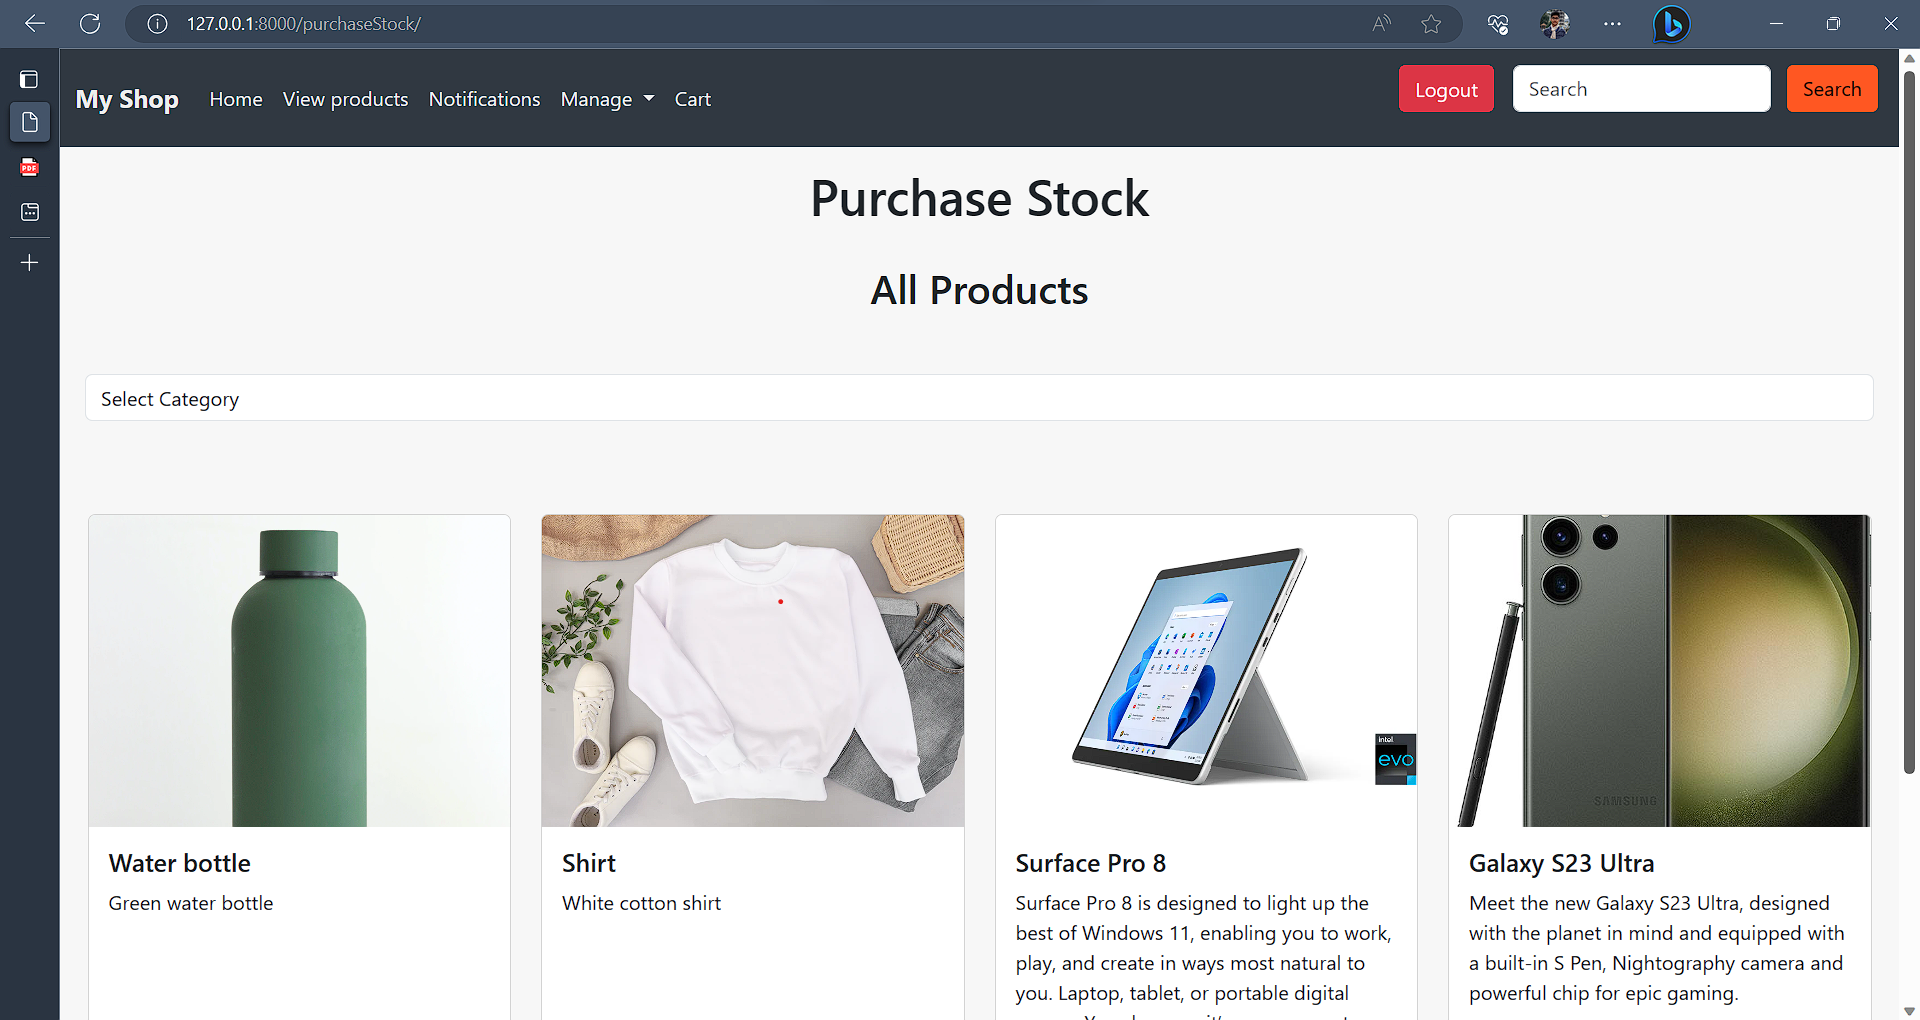 127.0.0.1:8000/purchaseStock/
My Shop
Home
View products
Notifications
Manage
Cart
Logout
Search
Search
PDF
Purchase Stock
All Products
Select Category
intel
evo
SAMSUNG
Water bottle
Green water bottle
Shirt
White cotton shirt
Surface Pro 8
Surface Pro 8 is designed to light up the
best of Windows 11, enabling you to work,
play, and create in ways most natural to
you. Laptop, tablet, or portable digital
Galaxy S23 Ultra
Meet the new Galaxy S23 Ultra, designed
with the planet in mind and equipped with
a built-in S Pen, Nightography camera and
powerful chip for epic gaming.